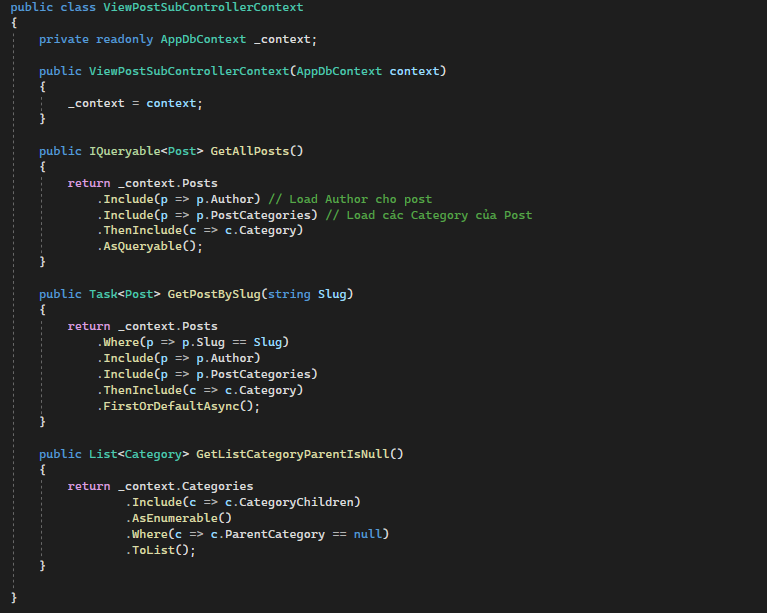 public class ViewPostSubControllerContext
{
    private readonly AppDbContext _context;
    public ViewPostSubControllerContext(AppDbContext context)
    {
        _context = context;
    }
    public IQueryable<Post> GetAllPosts()
    {
        return _context.Posts
            .Include(p => p.Author) // Load Author cho post
            .Include(p => p.PostCategories) // Load các Category của Post
            .ThenInclude(c => c.Category)
            .AsQueryable();
    }
    public Task<Post> GetPostBySlug(string Slug)
    {
        return _context.Posts
            .Where(p => p.Slug == Slug)
            .Include(p => p.Author)
            .Include(p => p.PostCategories)
            .ThenInclude(c => c.Category)
            .FirstOrDefaultAsync();
    }
    public List<Category> GetListCategoryParentIsNull()
    {
        return _context.Categories
                .Include(c => c.CategoryChildren)
                .AsEnumerable()
                .Where(c => c.ParentCategory == null)
                .ToList();
    }
}